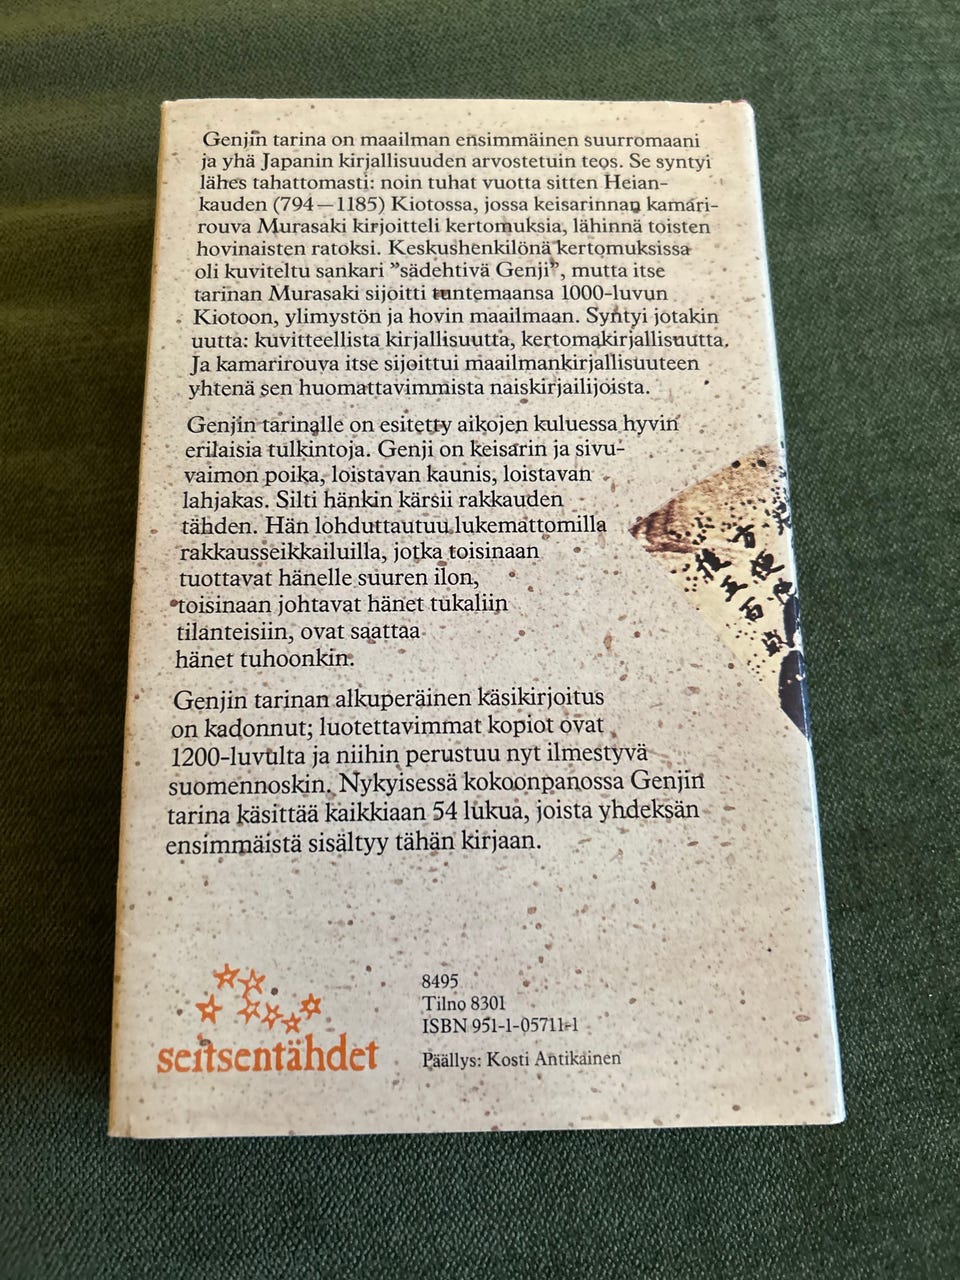 Genjin tarina on maailman ensimmäinen suurromaani
ja yhä Japanin kirjallisuuden arvostetuin teos. Se syntyi
lähes tahattomasti: noin tuhat vuotta sitten Heian-
kauden (794—1185) Kiotossa, jossa keisarinnan kamari-
rouva Murasaki kirjoitteli kertomuksia, lähinnä toisten
hovinaisten ratoksi. Keskushenkilönä kertomuksissa
oli kuviteltu sankari ”sädehtivä Genji”, mutta itse
tarinan Murasaki sijoitti tuntemaansa 1000-luvun
Kiotoon, ylimystön ja hovin maailmaan. Syntyi jotakin
uutta: kuvitteellista kirjallisuutta, kertomakirjallisuutta.
Ja kamarirouva itse sijoittui maailmankirjallisuuteen
yhtenä sen huomattavimmista naiskirjailijoista.
Genjin tarinalle on esitetty aikojen kuluessa hyvin
erilaisia tulkintoja. Genji on keisarin ja sivu-
vaimon poika, loistavan kaunis, loistavan
lahjakas. Silti hänkin kärsii rakkauden
tähden. Hän lohduttautuu lukemattomilla
rakkausseikkailuilla, jotka toisinaan
tuottavat hänelle suuren ilon,
toisinaan johtavat hänet tukaliin
tilanteisiin, ovat saattaa
hänet tuhoonkin.
Genjin tarinan alkuperäinen käsikirjoitus
on kadonnut; luotettavimmat kopiot ovat
1200-luvulta ja niihin perustuu nyt ilmestyvä
suomennoskin. Nykyisessä kokoonpanossa Genjin
tarina käsittää kaikkiaan 54 lukua, joista yhdeksän
ensimmäistä sisältyy tähän kirjaan.
seitsentähdet
8495
Tilno 8301
ISBN 951-1-05711-1
Päällys: Kosti Antikainen
方便
五百